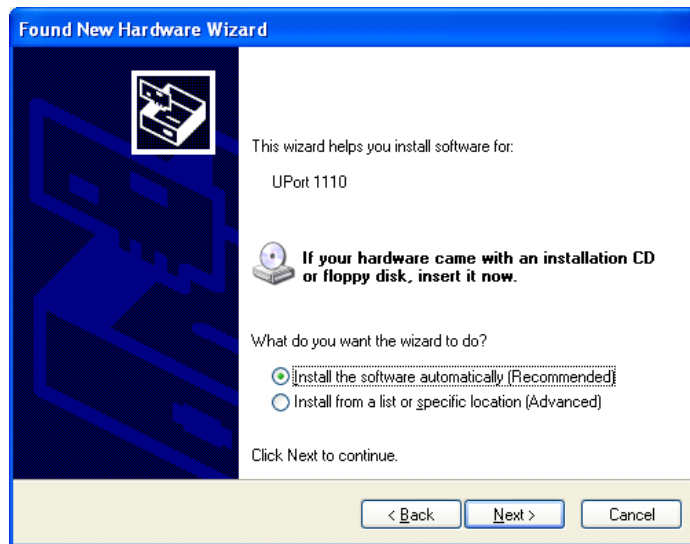 Found New Hardware Wizard
This wizard helps you install software for:
UPort 1110
If your hardware came with an installation CD
or floppy disk, insert it now.
What do you want the wizard to do?
Install the software automatically (Recommended)
Install from a list or specific location (Advanced)
Click Next to continue.
< Back Next > Cancel